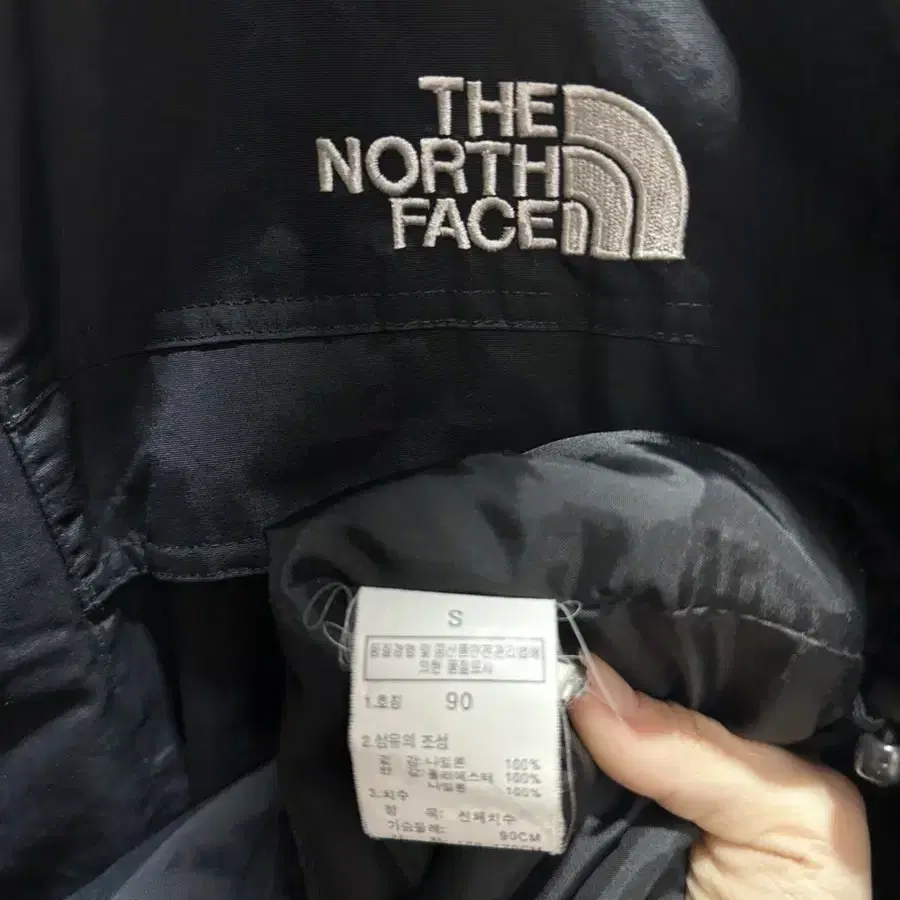 THE
NORTH
FACE
S
1.호칭 90
2.섬유의 조성
나일론 100%
폴리에스터 100%
나일론 100%
3.치수
항 목: 신체치수
가슴둘레: 90CM